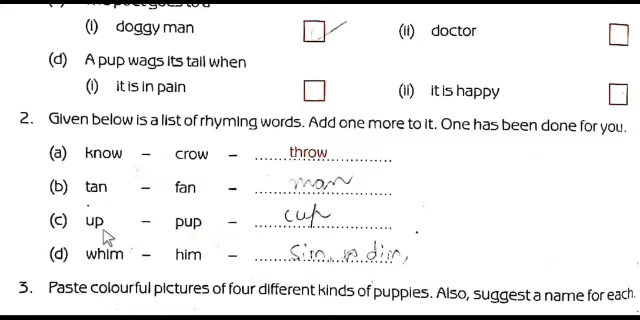 (i) doggy man (ii) doctor
(d) A pup wags its tail when
(i) it is in pain (ii) it is happy
2. Given below is a list of rhyming words. Add one more to it. One has been done for you.
(a) know – crow – throw
(b) tan – fan – man
(c) up – pup – cup
(d) whim – him – dim,
3. Paste colourful pictures of four different kinds of puppies. Also, suggest a name for each.